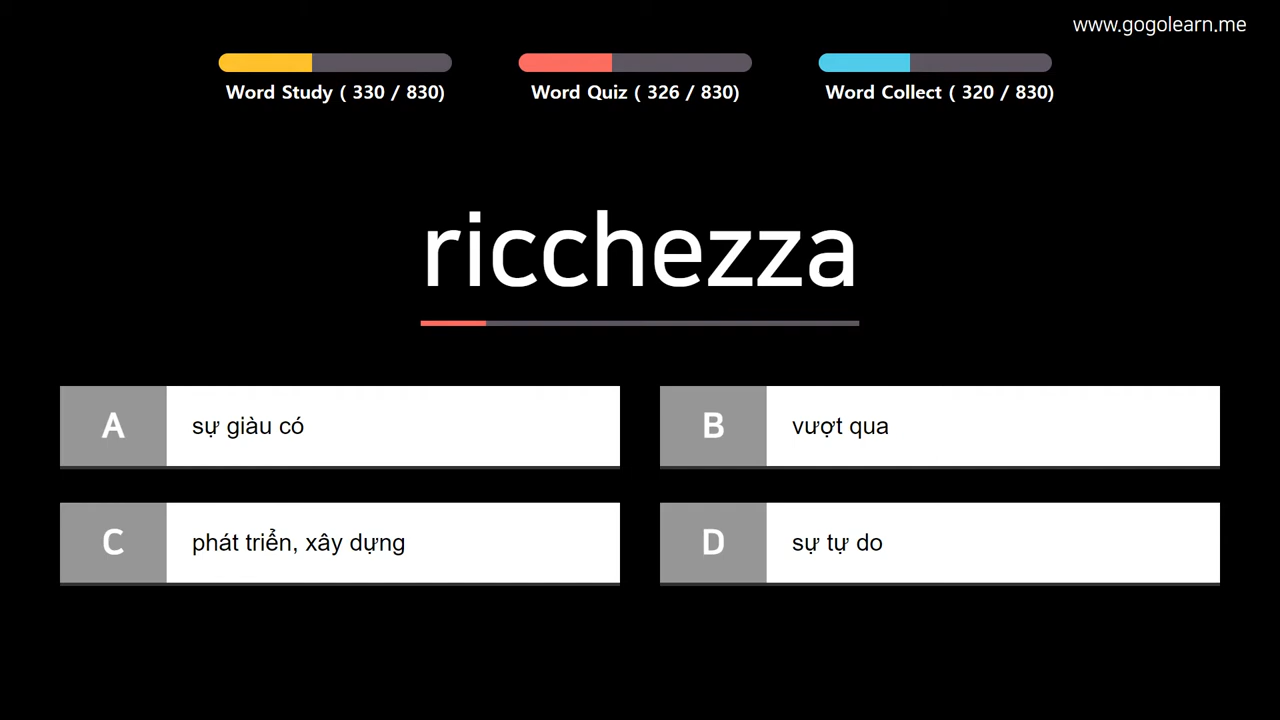 www.gogolearn.me
Word Study ( 330 / 830)
Word Quiz ( 326 / 830)
Word Collect ( 320 / 830)
ricchezza
A sự giàu có
B vượt qua
C phát triển, xây dựng
D sự tự do